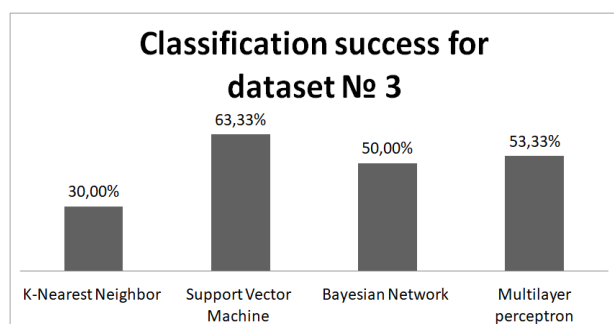 Classification success for
dataset № 3
63,33%
53,33%
50,00%
30,00%
K-Nearest Neighbor
Support Vector
Machine
Bayesian Network
Multilayer
perceptron